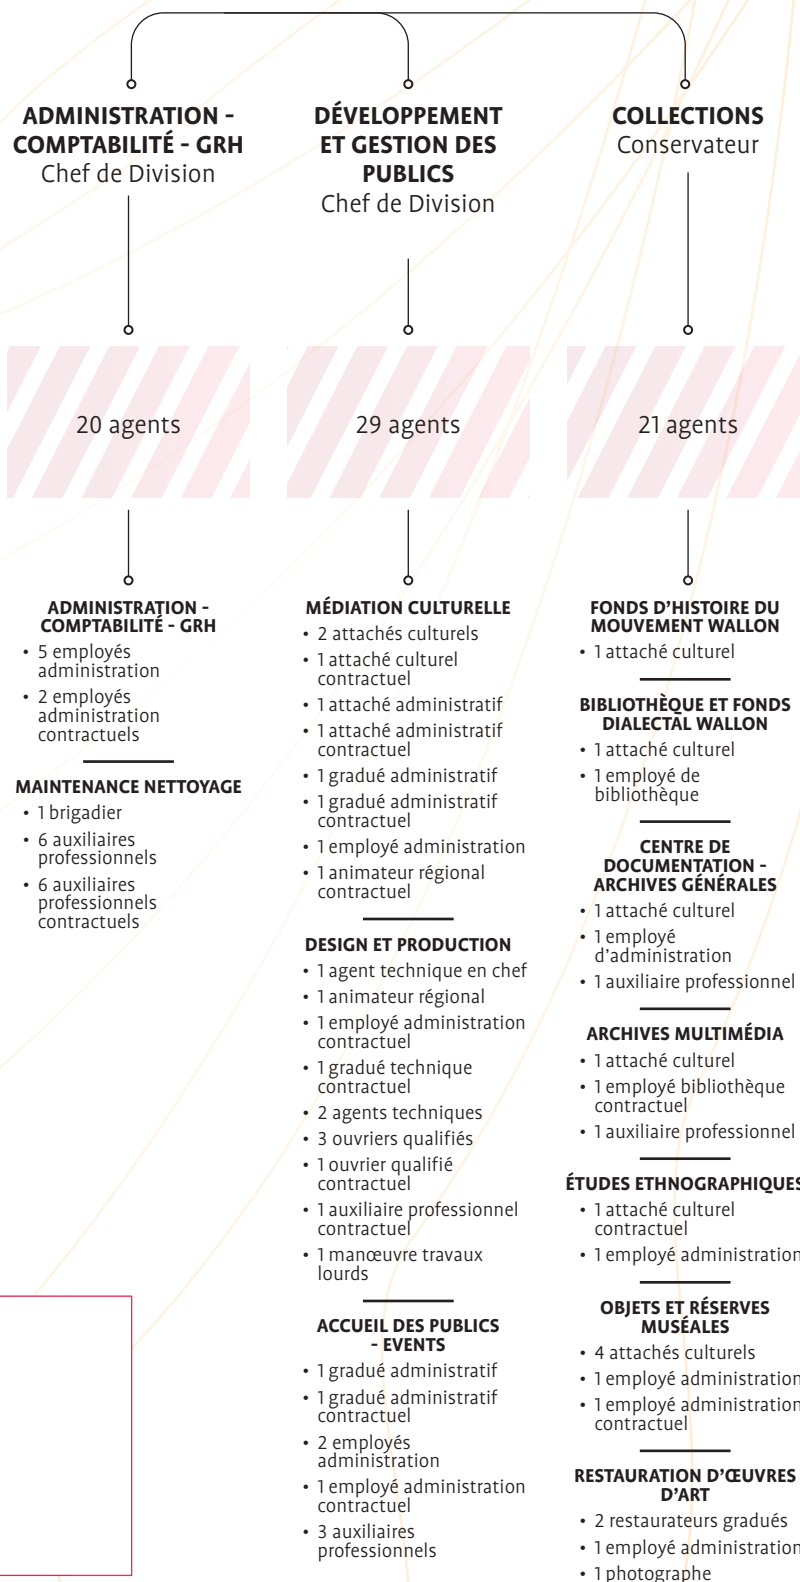 ADMINISTRATION -
COMPTABILITÉ - GRH
Chef de Division
20 agents
ADMINISTRATION -
COMPTABILITÉ - GRH
• 5 employés
administration
• 2 employés
administration
contractuels
MAINTENANCE NETTOYAGE
• 1 brigadier
• 6 auxiliaires
professionnels
• 6 auxiliaires
professionnels
contractuels
DÉVELOPPEMENT
ET GESTION DES
PUBLICS
Chef de Division
29 agents
MÉDIATION CULTURELLE
• 2 attachés culturels
• 1 attaché culturel
contractuel
• 1 attaché administratif
• 1 attaché administratif
contractuel
• 1 gradué administratif
• 1 gradué administratif
contractuel
• 1 employé administration
• 1 animateur régional
contractuel
DESIGN ET PRODUCTION
• 1 agent technique en chef
• 1 animateur régional
• 1 employé administration
contractuel
• 1 gradué technique
contractuel
• 2 agents techniques
• 3 ouvriers qualifiés
• 1 ouvrier qualifié
contractuel
• 1 auxiliaire professionnel
contractuel
• 1 manœuvre travaux
lourds
ACCUEIL DES PUBLICS
- EVENTS
• 1 gradué administratif
• 1 gradué administratif
contractuel
• 2 employés
administration
• 1 employé administration
contractuel
• 3 auxiliaires
professionnels
COLLECTIONS
Conservateur
21 agents
FONDS D’HISTOIRE DU
MOUVEMENT WALLON
• 1 attaché culturel
BIBLIOTHÈQUE ET FONDS
DIALECTAL WALLON
• 1 attaché culturel
• 1 employé de
bibliothèque
CENTRE DE
DOCUMENTATION -
ARCHIVES GÉNÉRALES
• 1 attaché culturel
• 1 employé
d’administration
• 1 auxiliaire professionnel
ARCHIVES MULTIMÉDIA
• 1 attaché culturel
• 1 employé bibliothèque
contractuel
• 1 auxiliaire professionnel
ÉTUDES ETHNOGRAPHIQUES
• 1 attaché culturel
contractuel
• 1 employé administration
OBJETS ET RÉSERVES
MUSÉALES
• 4 attachés culturels
• 1 employé administration
• 1 employé administration
contractuel
RESTAURATION D’ŒUVRES
D’ART
• 2 restaurateurs gradués
• 1 employé administration
• 1 photographe